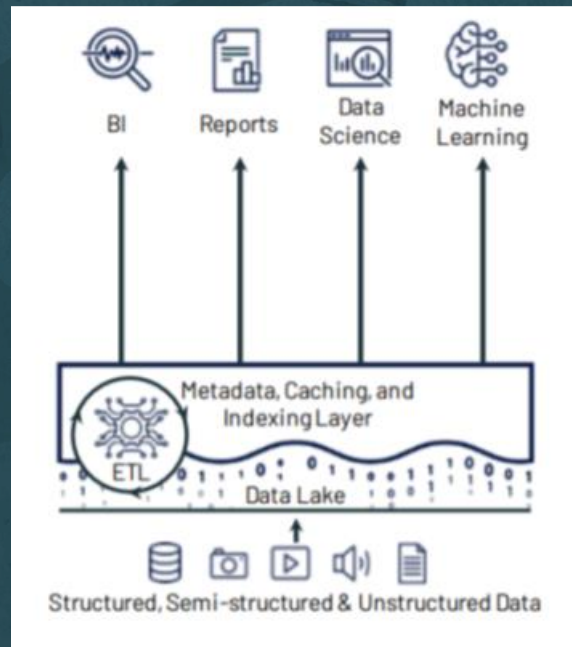 BI
Reports
Data
Science
Machine
Learning
Metadata, Caching, and
Indexing Layer
ETL
Data Lake
Structured, Semi-structured & Unstructured Data